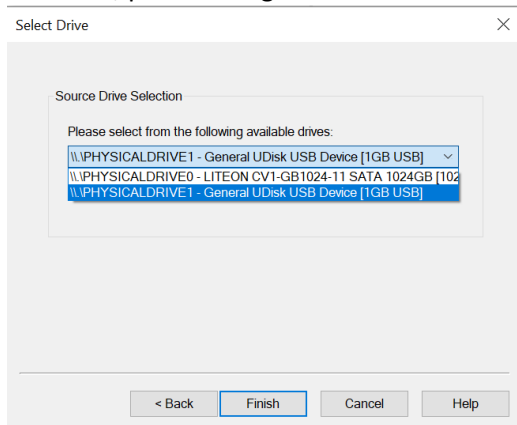 Select Drive
Source Drive Selection
Please select from the following available drives:
\\.\PHYSICALDRIVE1 - General UDisk USB Device [1GB USB]
\\.\PHYSICALDRIVE0 - LITEON CV1-GB1024-11 SATA 1024GB [102
\\.\PHYSICALDRIVE1 - General UDisk USB Device [1GB USB]
< Back Finish Cancel Help